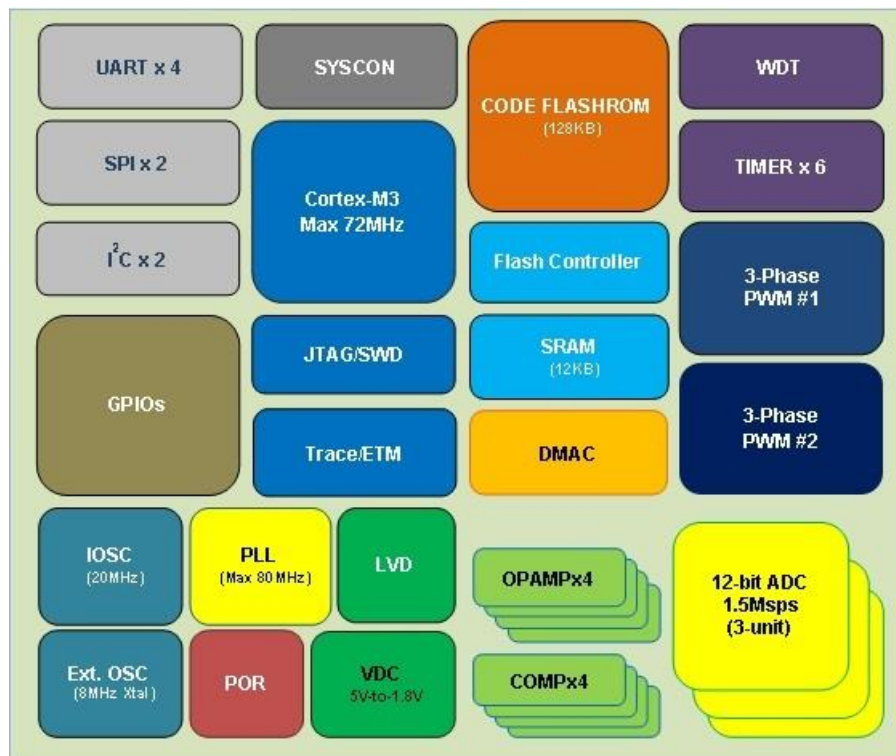 UART x 4
SYSCON
CODE FLASHROM
(128KB)
WDT
SPI x 2
Cortex-M3
Max 72MHz
TIMER x 6
I²C x 2
Flash Controller
3-Phase
PWM #1
GPIOs
JTAG/SWD
SRAM
(12KB)
Trace/ETM
DMAC
3-Phase
PWM #2
IOSC
(20MHz)
PLL
(Max 80MHz)
LVD
OPAMPx4
12-bit ADC
1.5Msps
(3-unit)
Ext. OSC
(8MHz Xtal)
POR
VDC
5V-to-1.8V
COMPx4